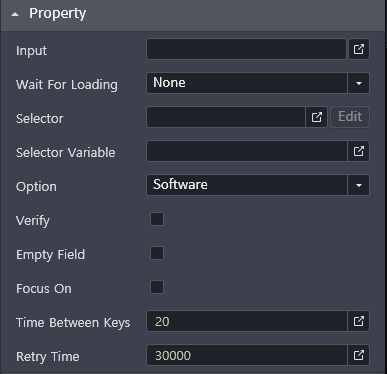 Property
Input
Wait For Loading None
Selector Edit
Selector Variable
Option Software
Verify
Empty Field
Focus On
Time Between Keys 20
Retry Time 30000